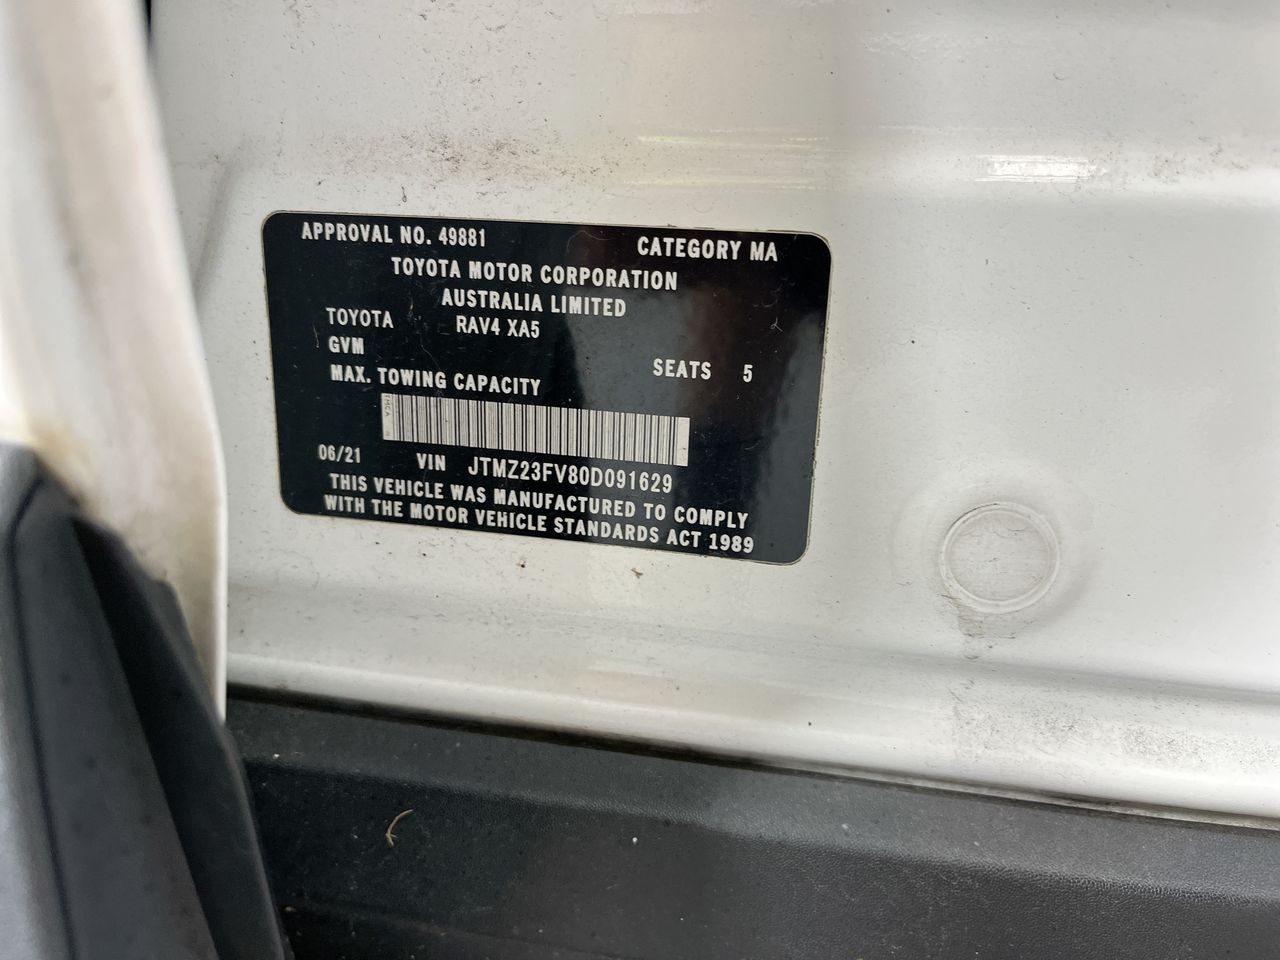 APPROVAL NO. 49881 CATEGORY MA
TOYOTA MOTOR CORPORATION
AUSTRALIA LIMITED
TOYOTA RAV4 XA5
GVM
SEATS 5
MAX. TOWING CAPACITY
TMCA
06/21 VIN JTMZ23FV80D091629
THIS VEHICLE WAS MANUFACTURED TO COMPLY
WITH THE MOTOR VEHICLE STANDARDS ACT 1989